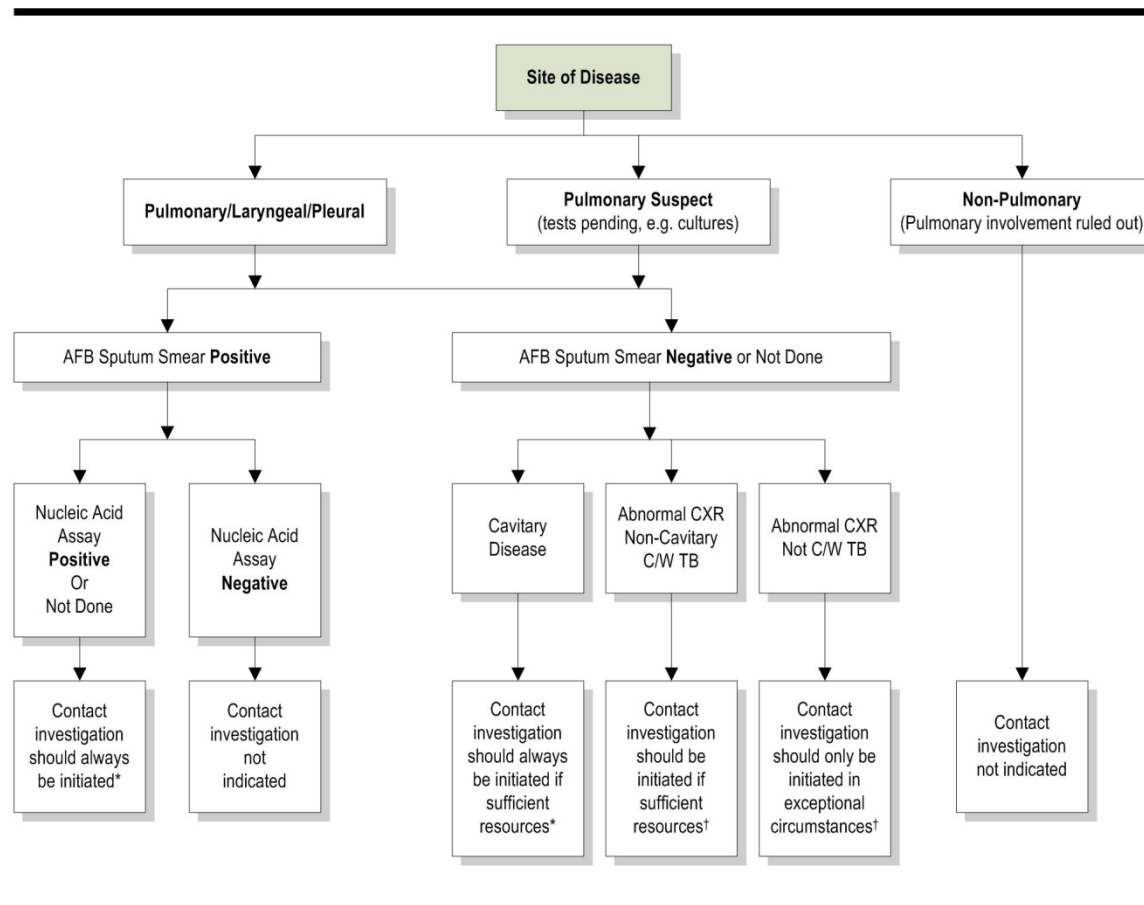 Site of Disease
Pulmonary/Laryngeal/Pleural
Pulmonary Suspect
(tests pending, e.g. cultures)
Non-Pulmonary
(Pulmonary involvement ruled out)
AFB Sputum Smear Positive
AFB Sputum Smear Negative or Not Done
Nucleic Acid
Assay
Positive
Or
Not Done
Nucleic Acid
Assay
Negative
Cavitary
Disease
Abnormal CXR
Non-Cavitary
C/W TB
Abnormal CXR
Not C/W TB
Contact
investigation
should always
be initiated*
Contact
investigation
not
indicated
Contact
investigation
should always
be initiated if
sufficient
resources*
Contact
investigation
should be
initiated if
sufficient
resources†
Contact
investigation
should only be
initiated in
exceptional
circumstances†
Contact
investigation
not indicated